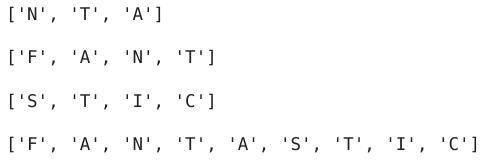 ['N', 'T', 'A']
['F', 'A', 'N', 'T']
['S', 'T', 'I', 'C']
['F', 'A', 'N', 'T', 'A', 'S', 'T', 'I', 'C']